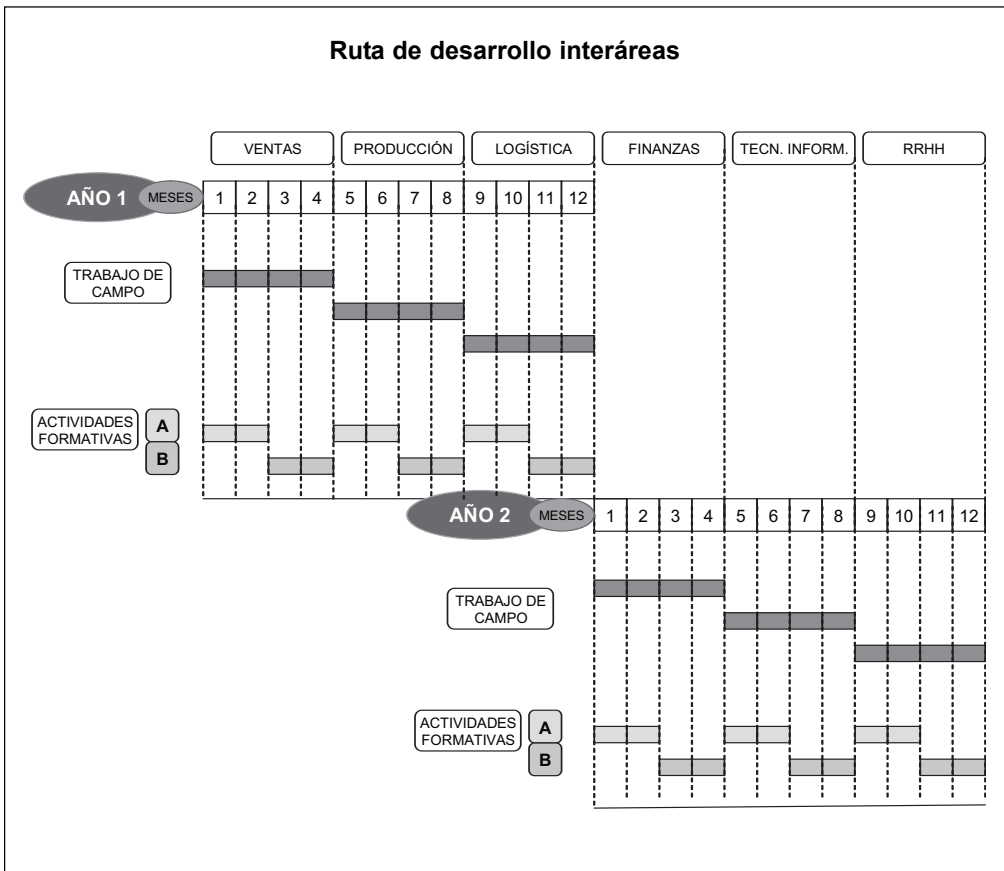 Ruta de desarrollo interáreas
VENTAS PRODUCCIÓN LOGÍSTICA FINANZAS TECN. INFORM. RRHH
AÑO 1 MESES 1 2 3 4 5 6 7 8 9 10 11 12
TRABAJO DE
CAMPO
ACTIVIDADES
FORMATIVAS
A
B
AÑO 2 MESES 1 2 3 4 5 6 7 8 9 10 11 12
TRABAJO DE
CAMPO
ACTIVIDADES
FORMATIVAS
A
B